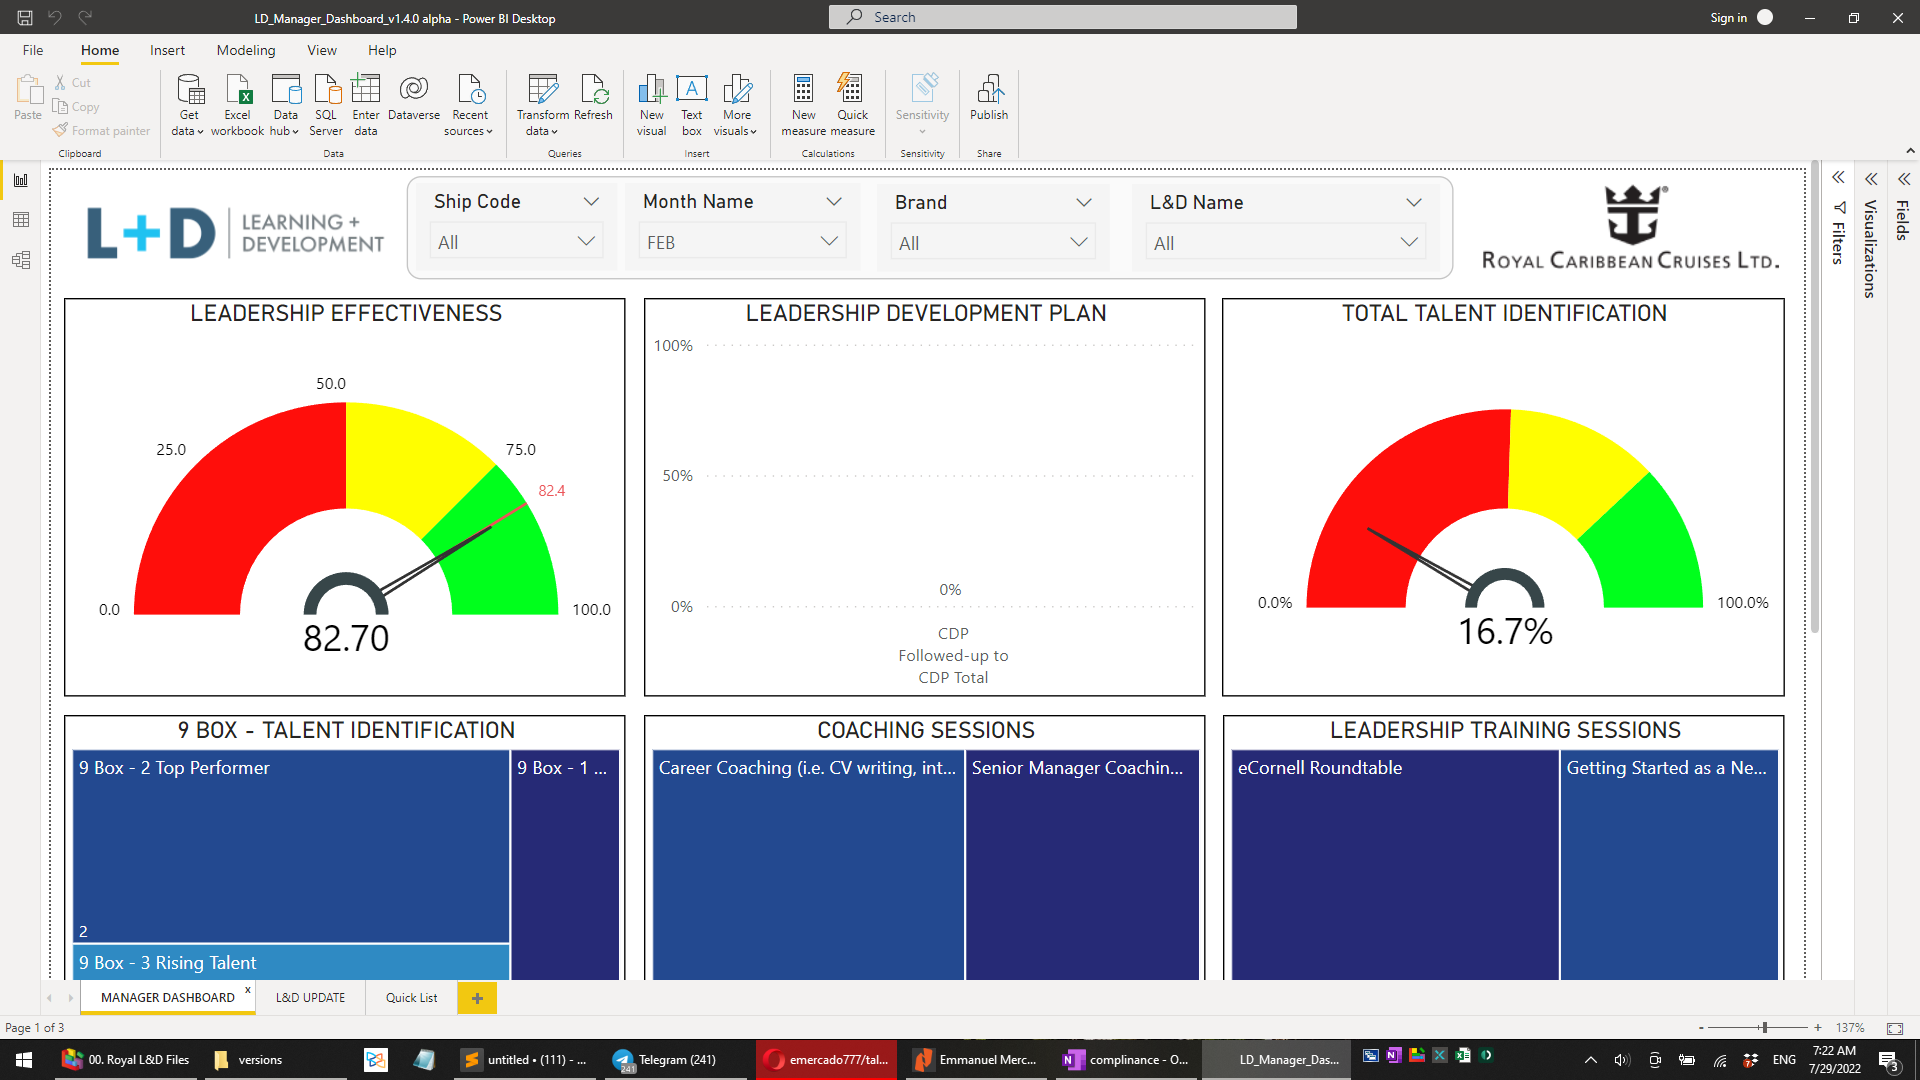 LD_Manager_Dashboard_v1.4.0 alpha - Power BI Desktop
Search
Sign in
File
Home
Insert
Modeling
View
Help
Paste
Cut
Copy
Format painter
Clipboard
Get data
Excel workbook
Data hub
SQL Server
Enter data
Dataverse
Recent sources
Data
Transform data
Refresh
Queries
New visual
Text box
More visuals
Insert
New measure
Quick measure
Calculations
Sensitivity
Sensitivity
Publish
Share
L+D
LEARNING +
DEVELOPMENT
Ship Code
All
Month Name
FEB
Brand
All
L&D Name
All
®
ROYAL CARIBBEAN CRUISES LTD.
Filters
Visualizations
Fields
LEADERSHIP EFFECTIVENESS
50.0
25.0
75.0
82.4
0.0
100.0
82.70
LEADERSHIP DEVELOPMENT PLAN
100%
50%
0%
0%
CDP
Followed-up to
CDP Total
TOTAL TALENT IDENTIFICATION
0.0%
100.0%
16.7%
9 BOX - TALENT IDENTIFICATION
9 Box - 2 Top Performer
9 Box - 1 ...
2
9 Box - 3 Rising Talent
COACHING SESSIONS
Career Coaching (i.e. CV writing, int...
Senior Manager Coachin...
LEADERSHIP TRAINING SESSIONS
eCornell Roundtable
Getting Started as a Ne...
MANAGER DASHBOARD
x
L&D UPDATE
Quick List
+
Page 1 of 3
- + 137%
00. Royal L&D Files
versions
untitled • (111) - ...
241
Telegram (241)
emercado777/tal...
Emmanuel Merc...
complinance - O...
LD_Manager_Das...
7
ENG
7:22 AM
7/29/2022
3